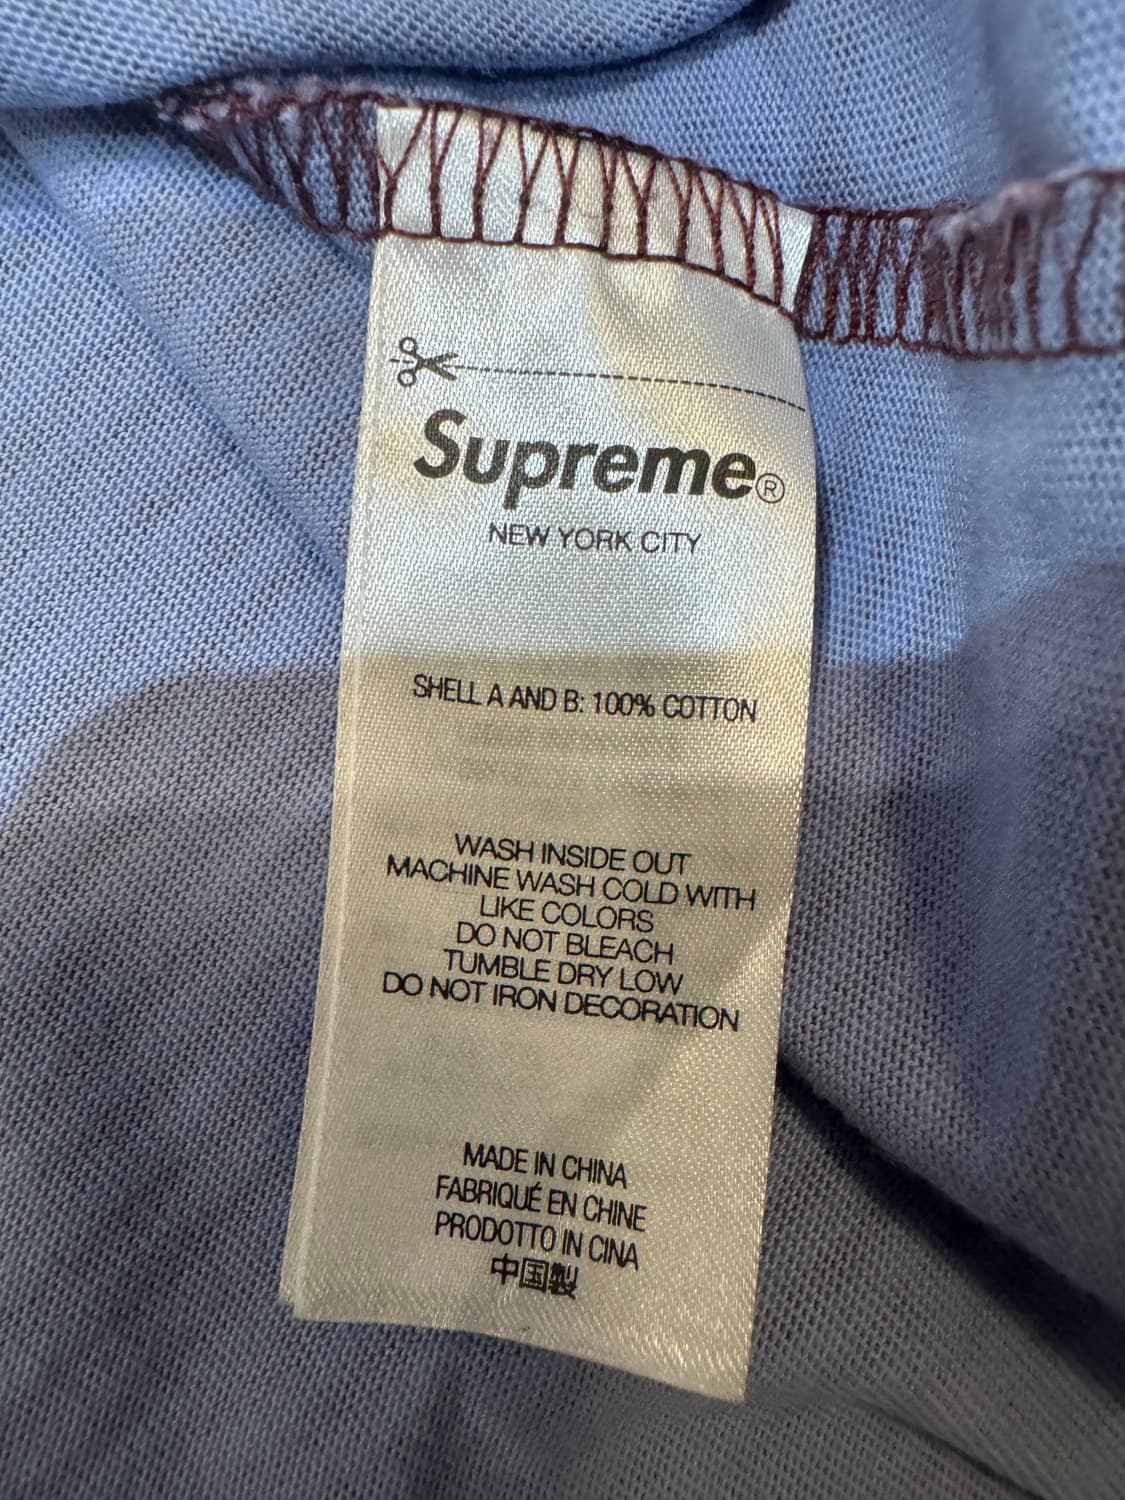 Supreme®
NEW YORK CITY
SHELL A AND B: 100% COTTON
WASH INSIDE OUT
MACHINE WASH COLD WITH
LIKE COLORS
DO NOT BLEACH
TUMBLE DRY LOW
DO NOT IRON DECORATION
MADE IN CHINA
FABRIQUÉ EN CHINE
PRODOTTO IN CINA
中国製